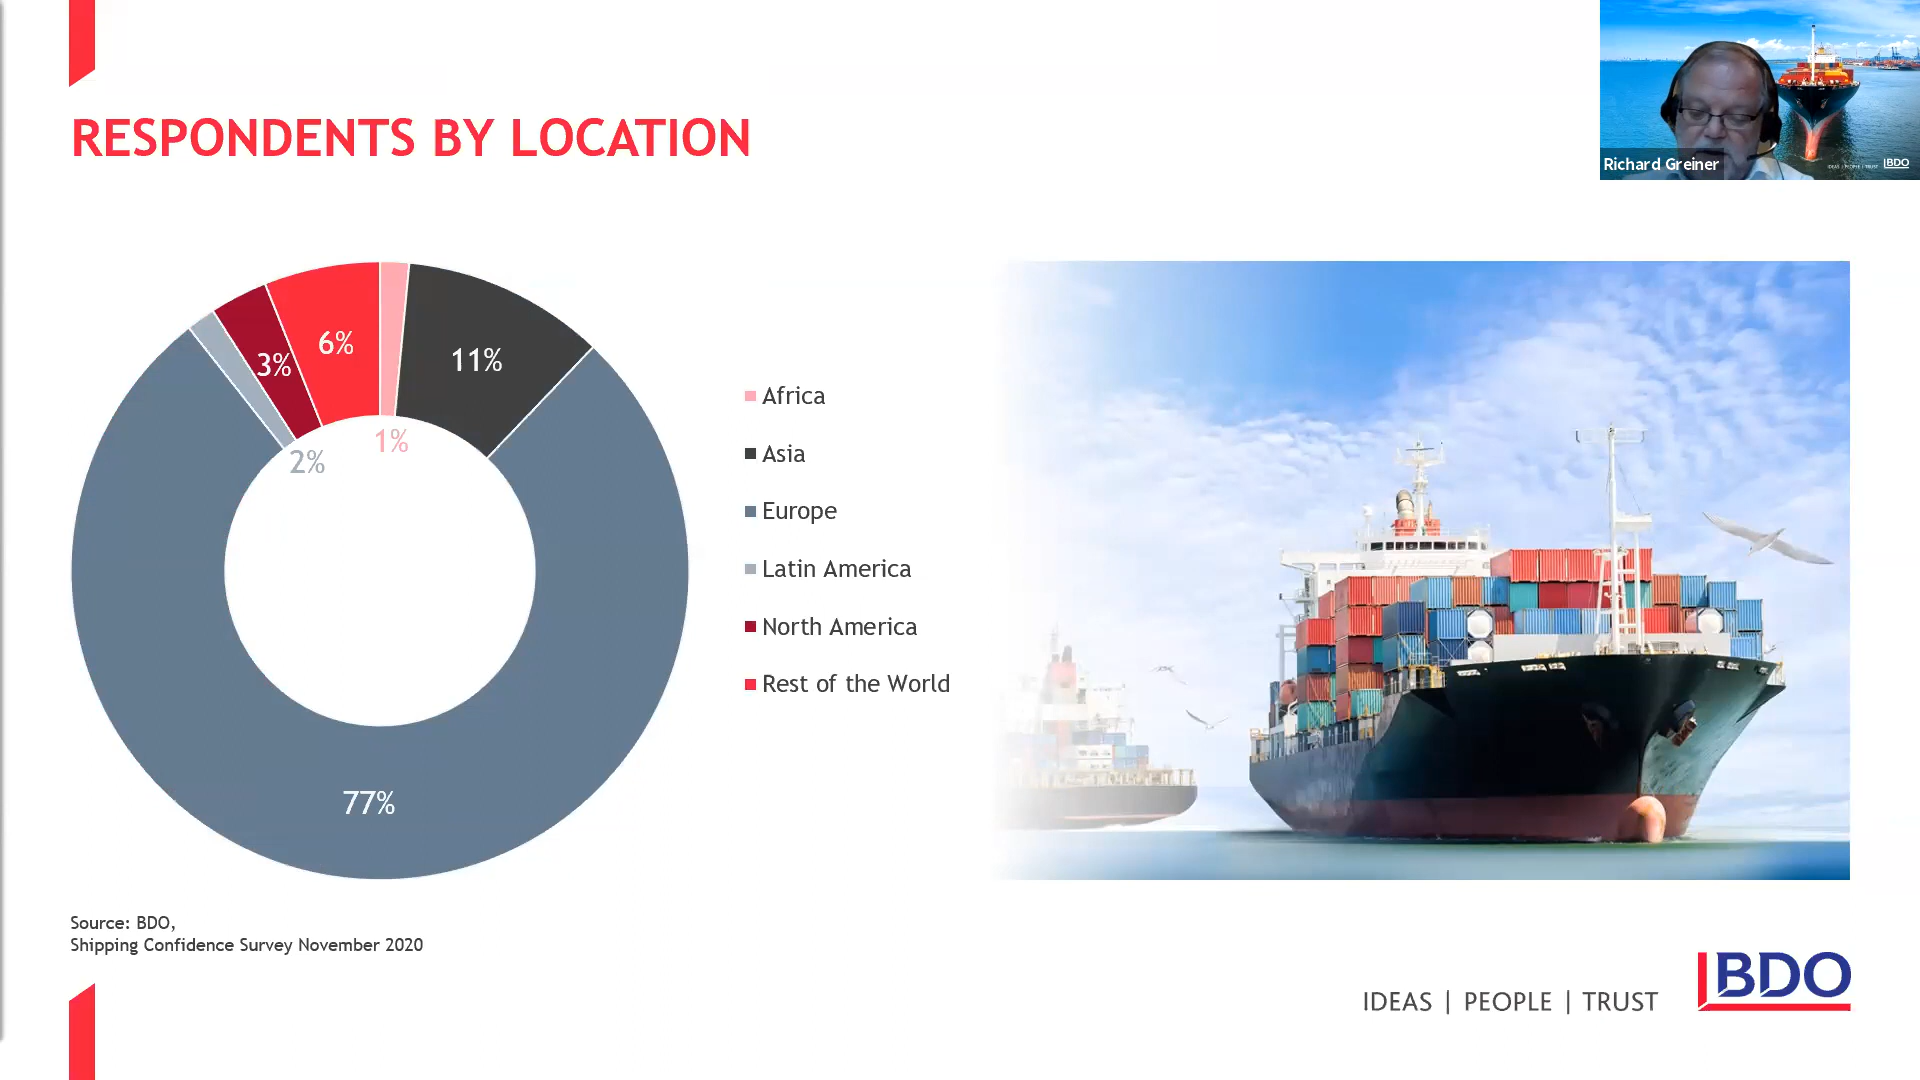 RESPONDENTS BY LOCATION
Richard Greiner
BDO
6%
11%
3%
1%
2%
77%
Africa
Asia
Europe
Latin America
North America
Rest of the World
Source: BDO,
Shipping Confidence Survey November 2020
IDEAS | PEOPLE | TRUST
BDO